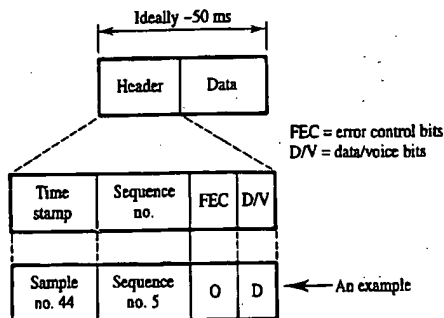 Ideally ~50 ms
Header Data
FEC = error control bits
D/V = data/voice bits
Time stamp Sequence no. FEC D/V
Sample no. 44 Sequence no. 5 O D An example